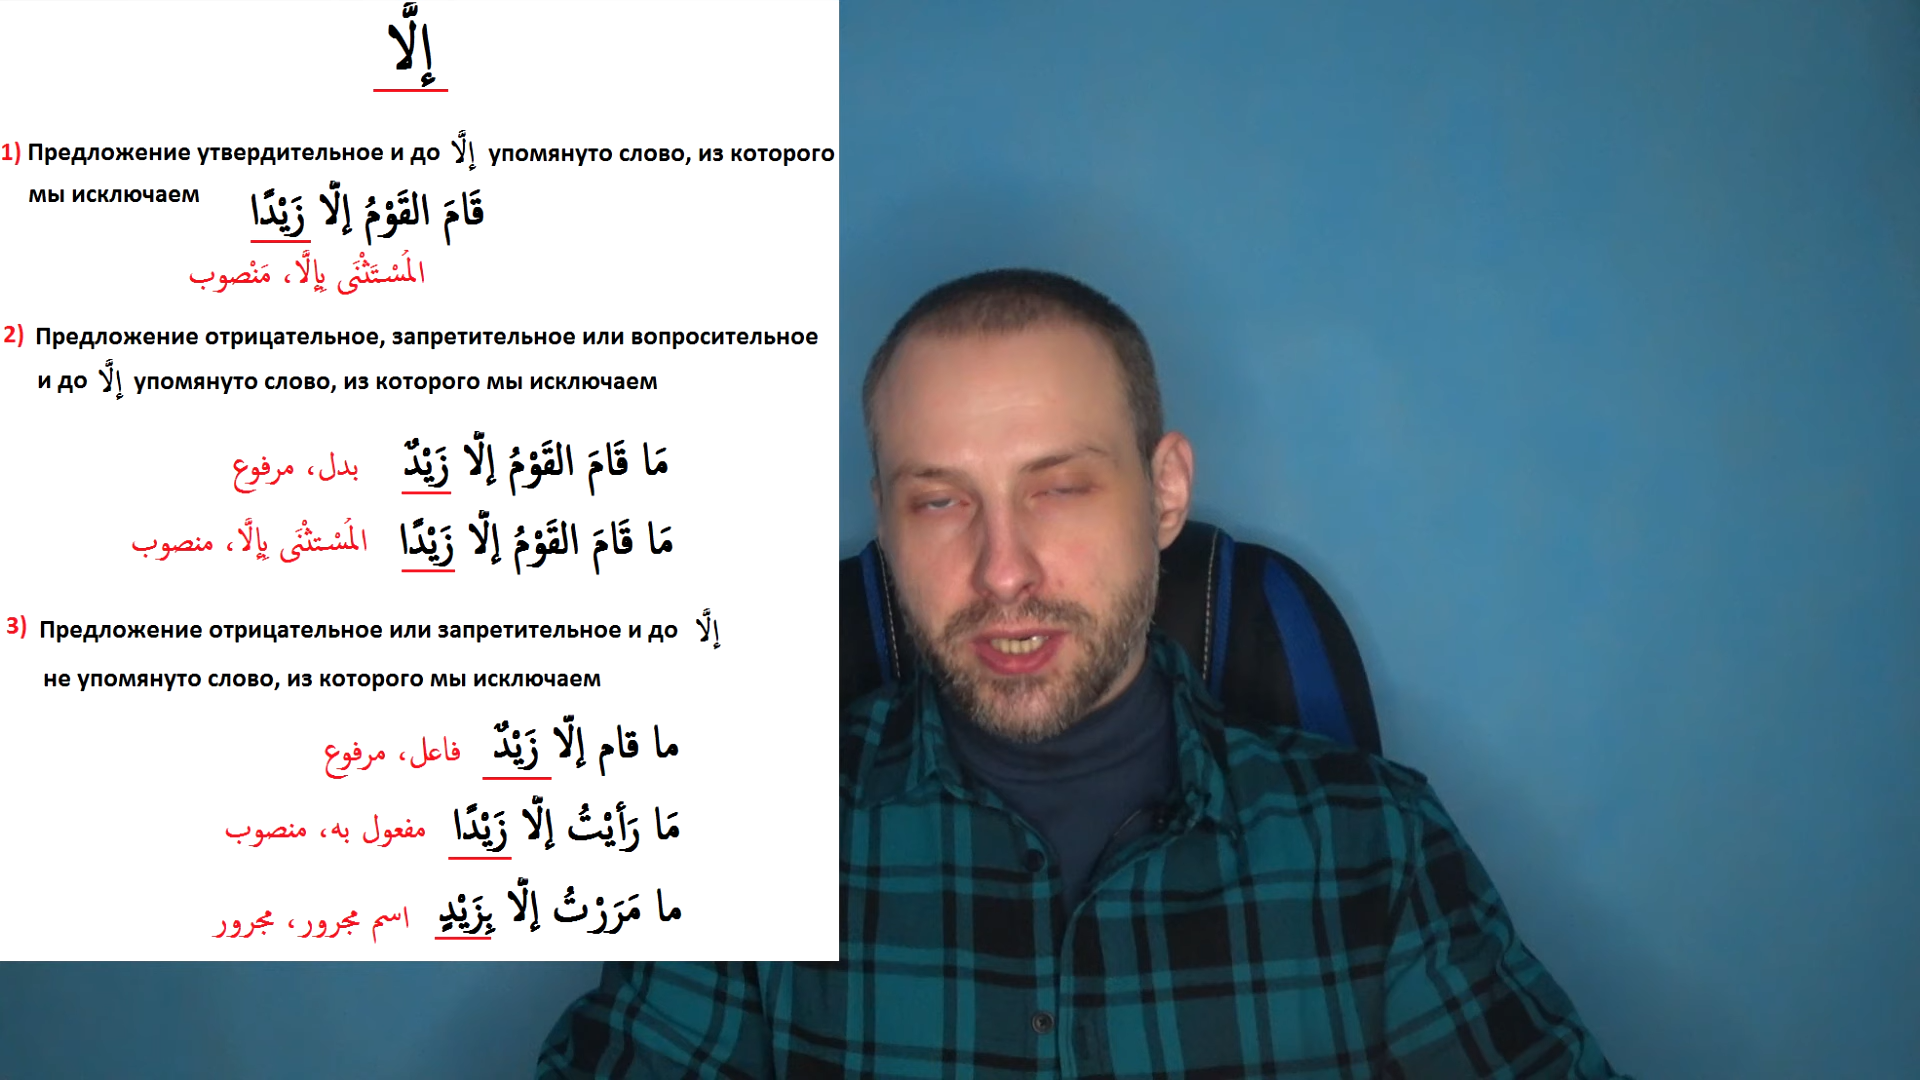 إِلَّا
1) Предложение утвердительное и до إِلَّا упомянуто слово, из которого
мы исключаем
قَامَ القَوْمُ إِلّا زَيْدًا
المُسْتَثْنَى بِإِلَّا، مَنْصوب
2) Предложение отрицательное, запретительное или вопросительное
и до إِلَّا упомянуто слово, из которого мы исключаем
مَا قَامَ القَوْمُ إِلّا زَيْدٌ بدل، مرفوع
مَا قَامَ القَوْمُ إِلّا زَيْدًا المُسْتثْنَى بِإِلَّا، منصوب
3) Предложение отрицательное или запретительное и до إِلَّا
не упомянуто слово, из которого мы исключаем
ما قام إِلّا زَيْدٌ فاعل، مرفوع
مَا رَأَيْتُ إِلّا زَيْدًا مفعول به، منصوب
ما مَرَرْتُ إِلّا بِزَيْدٍ اسم مجرور، مجرور